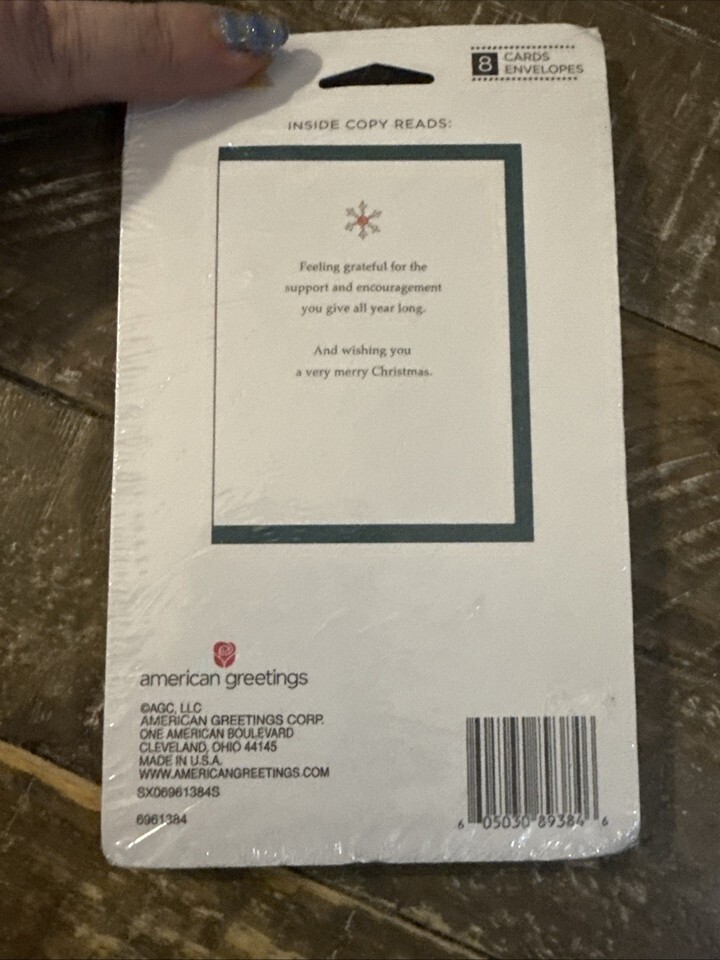 8 CARDS
ENVELOPES
INSIDE COPY READS:
Feeling grateful for the
support and encouragement
you give all year long.
And wishing you
a very merry Christmas.
american greetings
©AGC, LLC
AMERICAN GREETINGS CORP.
ONE AMERICAN BOULEVARD
CLEVELAND, OHIO 44145
MADE IN U.S.A.
WWW.AMERICANGREETINGS.COM
SX06961384S
6961384
6 05030 89384 6